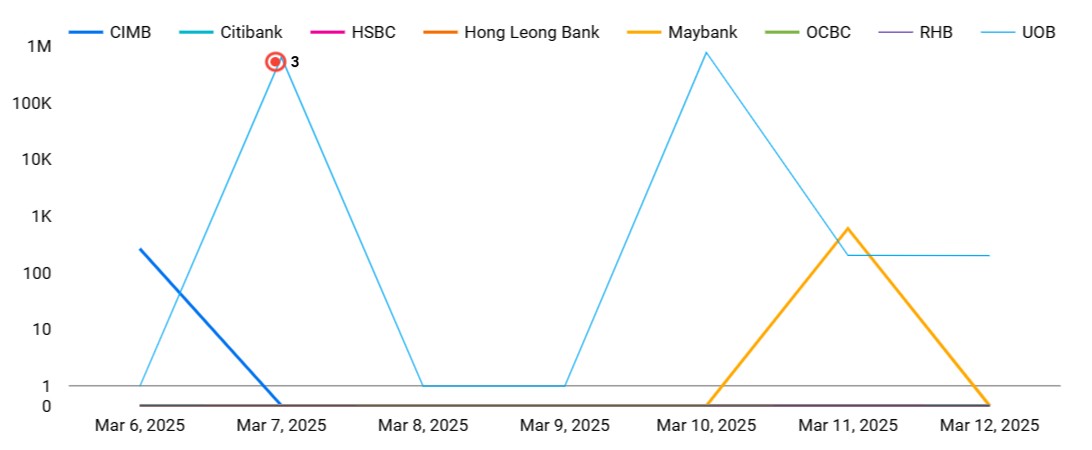 CIMB Citibank HSBC Hong Leong Bank Maybank OCBC RHB UOB
1M
3
100K
10K
1K
100
10
1
0
Mar 6, 2025 Mar 7, 2025 Mar 8, 2025 Mar 9, 2025 Mar 10, 2025 Mar 11, 2025 Mar 12, 2025